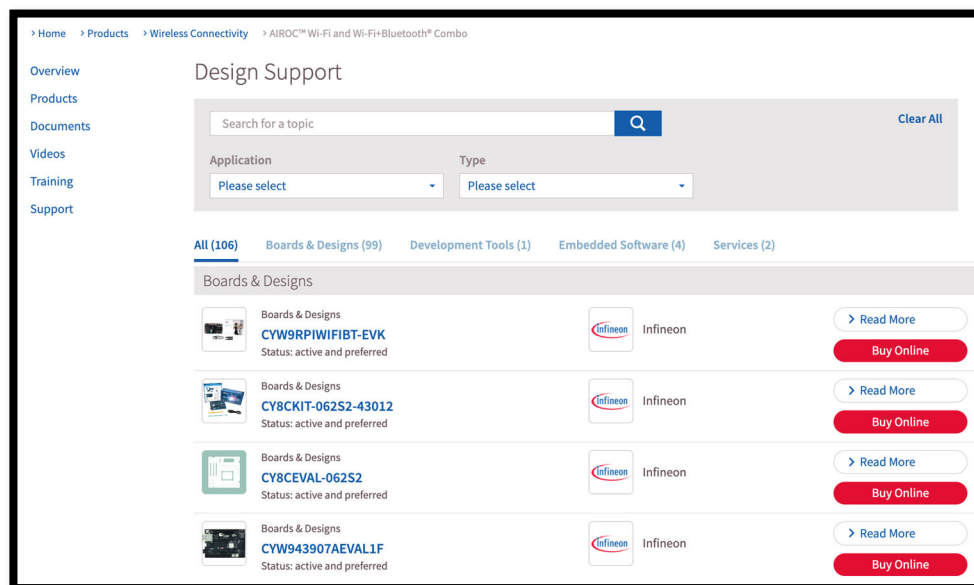 > Home > Products > Wireless Connectivity > AIROC™ Wi-Fi and Wi-Fi+Bluetooth® Combo
Overview
Products
Documents
Videos
Training
Support
Design Support
Search for a topic
Clear All
Application Type
Please select Please select
All (106) Boards & Designs (99) Development Tools (1) Embedded Software (4) Services (2)
Boards & Designs
Boards & Designs
CYW9RPIWIFIBT-EVK
Status: active and preferred
infineon
Infineon
> Read More
Buy Online
Boards & Designs
CY8CKIT-062S2-43012
Status: active and preferred
infineon
Infineon
> Read More
Buy Online
Boards & Designs
CY8CEVAL-062S2
Status: active and preferred
infineon
Infineon
> Read More
Buy Online
Boards & Designs
CYW943907AEVAL1F
Status: active and preferred
infineon
Infineon
> Read More
Buy Online